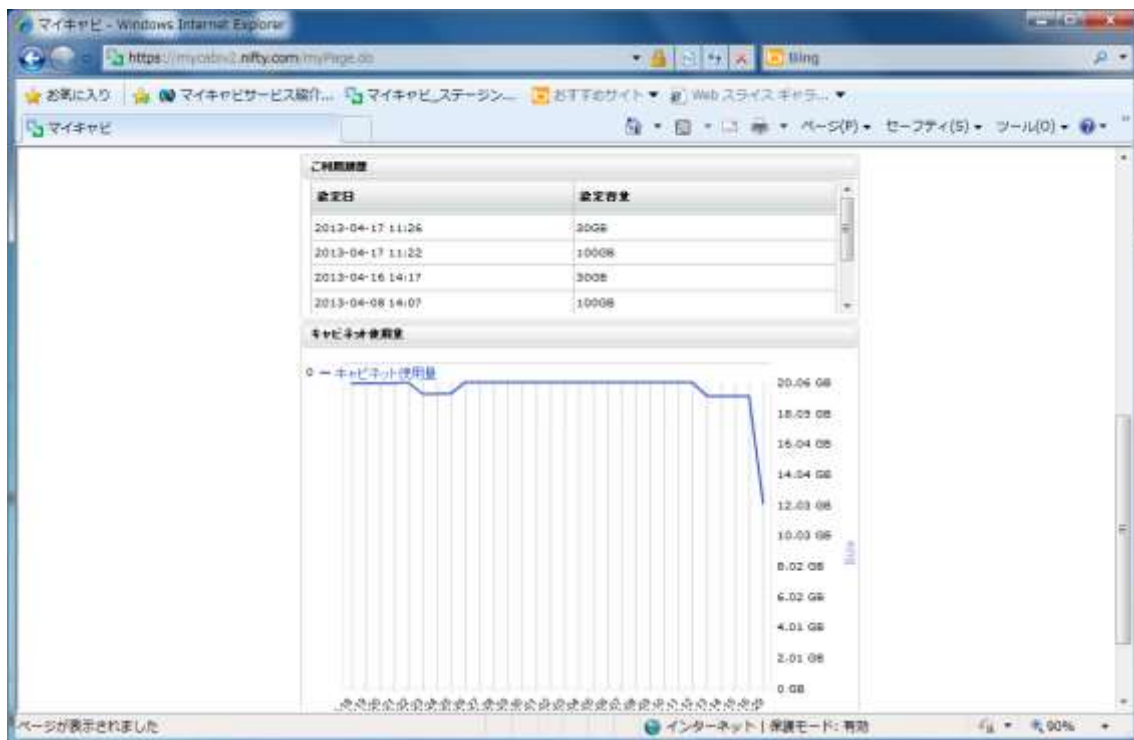 マイキャビ - Windows Internet Explorer
https://mycabiv2.nifty.com/myPage.do
Bing
お気に入り マイキャビサービス紹介... マイキャビ_ステージン... おすすめサイト Web スライス ギャラ...
マイキャビ ページ(P) セーフティ(S) ツール(O)
ご利用履歴
設定日 設定容量
2013-04-17 11:26 30GB
2013-04-17 11:22 100GB
2013-04-16 14:17 30GB
2013-04-08 14:07 100GB
キャビネット使用量
0 キャビネット使用量
20.06 GB
18.05 GB
16.04 GB
14.04 GB
12.03 GB
10.03 GB
8.02 GB
6.02 GB
4.01 GB
2.01 GB
0 GB
ページが表示されました インターネット | 保護モード: 有効 90%